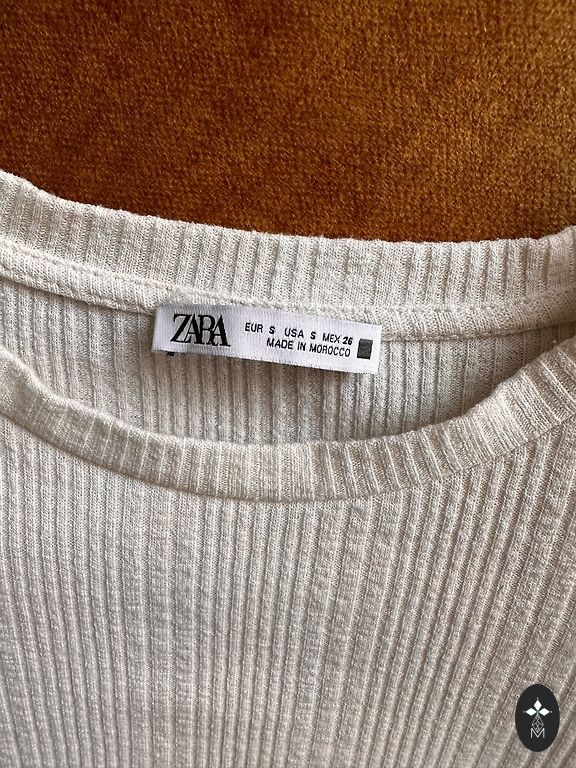 ZARA
EUR S USA S MEX 26
MADE IN MOROCCO
M